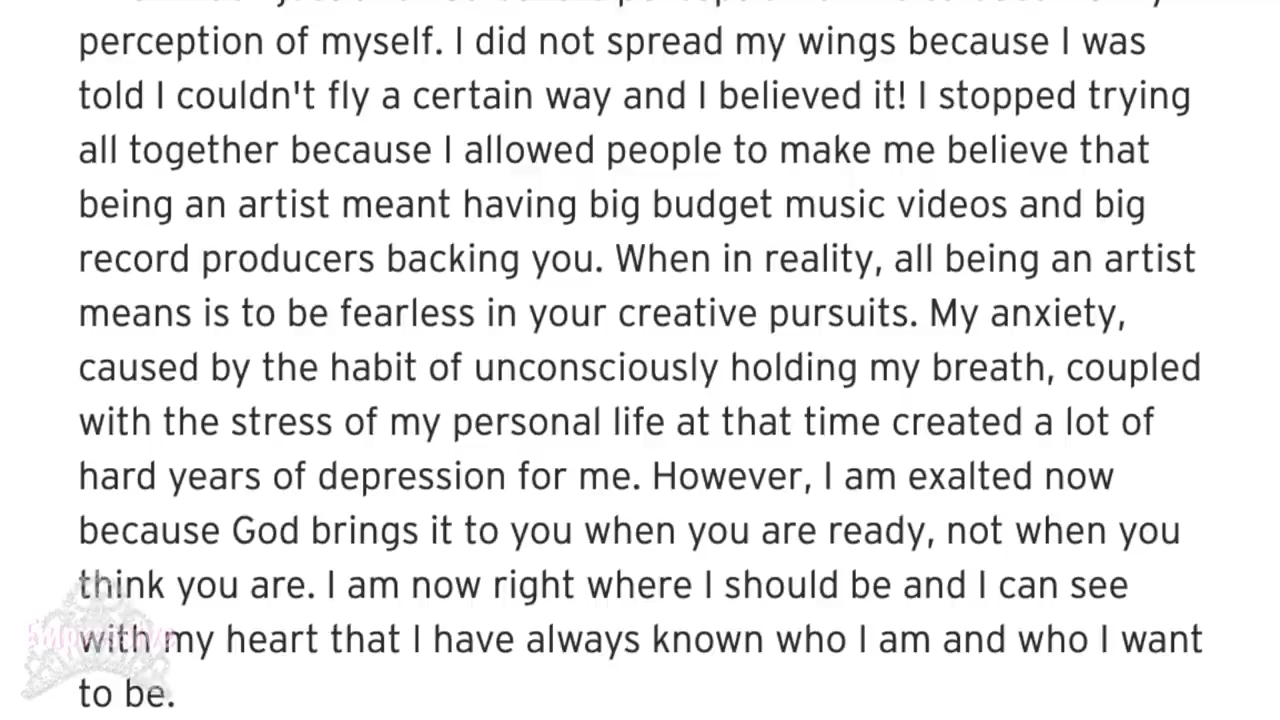 perception of myself. I did not spread my wings because I was
told I couldn't fly a certain way and I believed it! I stopped trying
all together because I allowed people to make me believe that
being an artist meant having big budget music videos and big
record producers backing you. When in reality, all being an artist
means is to be fearless in your creative pursuits. My anxiety,
caused by the habit of unconsciously holding my breath, coupled
with the stress of my personal life at that time created a lot of
hard years of depression for me. However, I am exalted now
because God brings it to you when you are ready, not when you
think you are. I am now right where I should be and I can see
with my heart that I have always known who I am and who I want
to be.